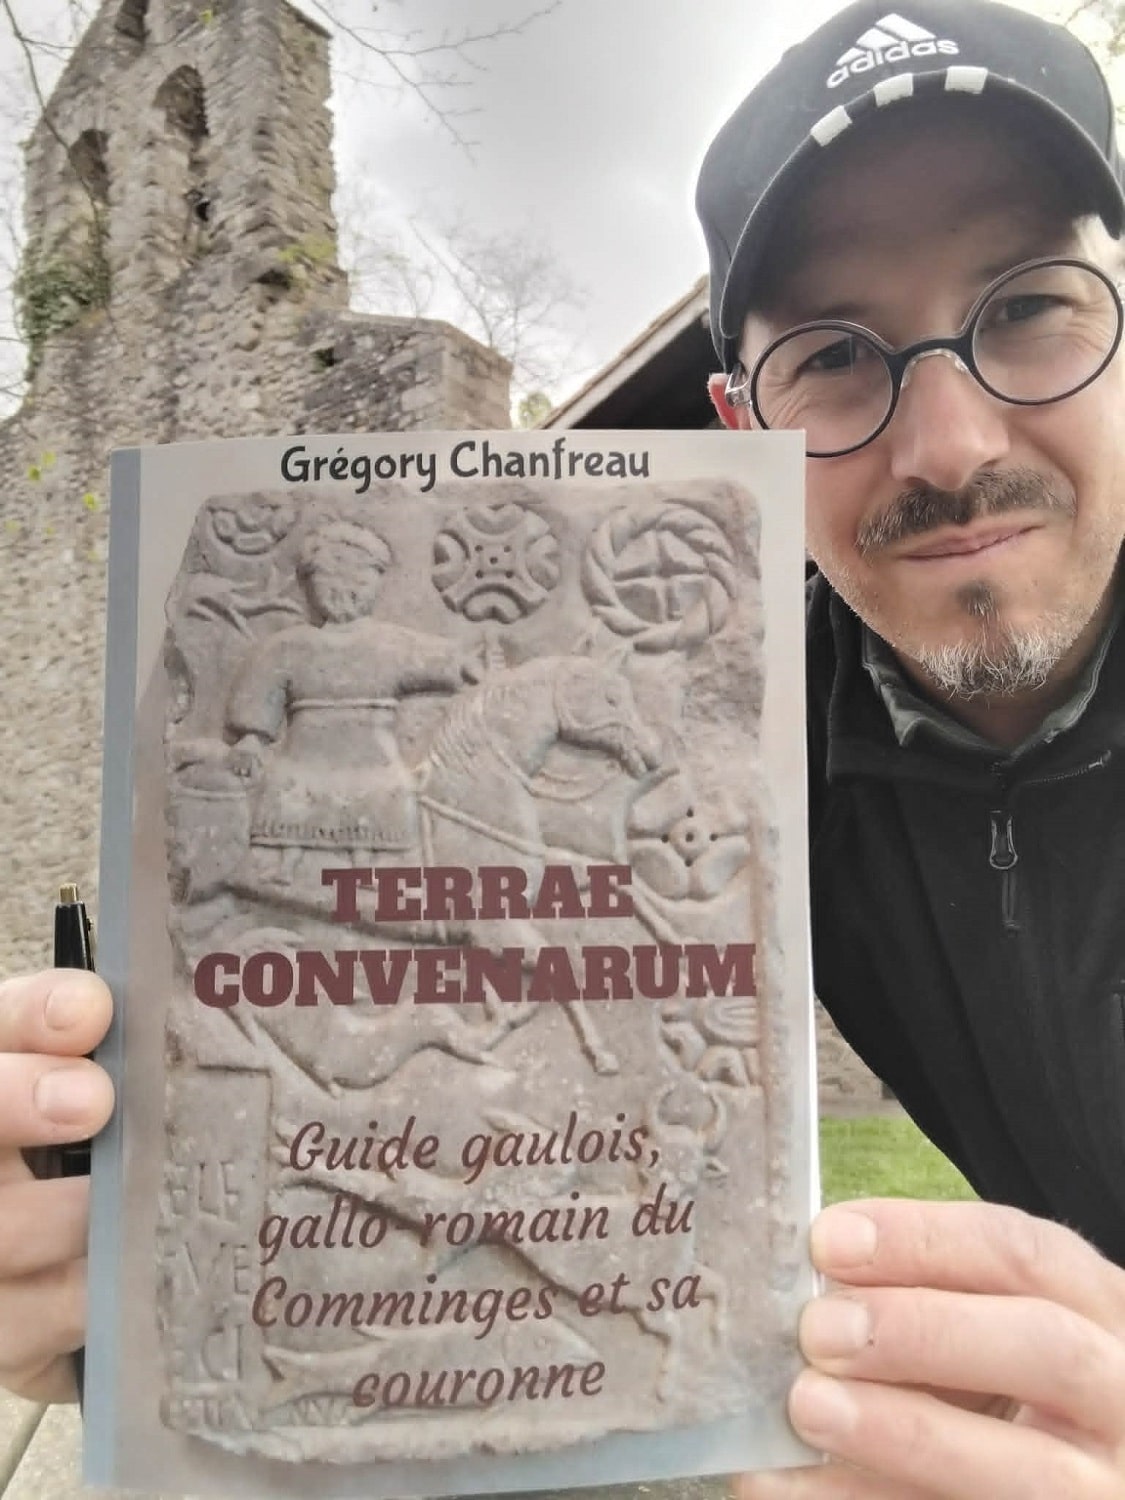 adidas
Grégory Chanfreau
TERRAE
CONVENARUM
Guide gaulois,
gallo-romain du
Comminges et sa
couronne